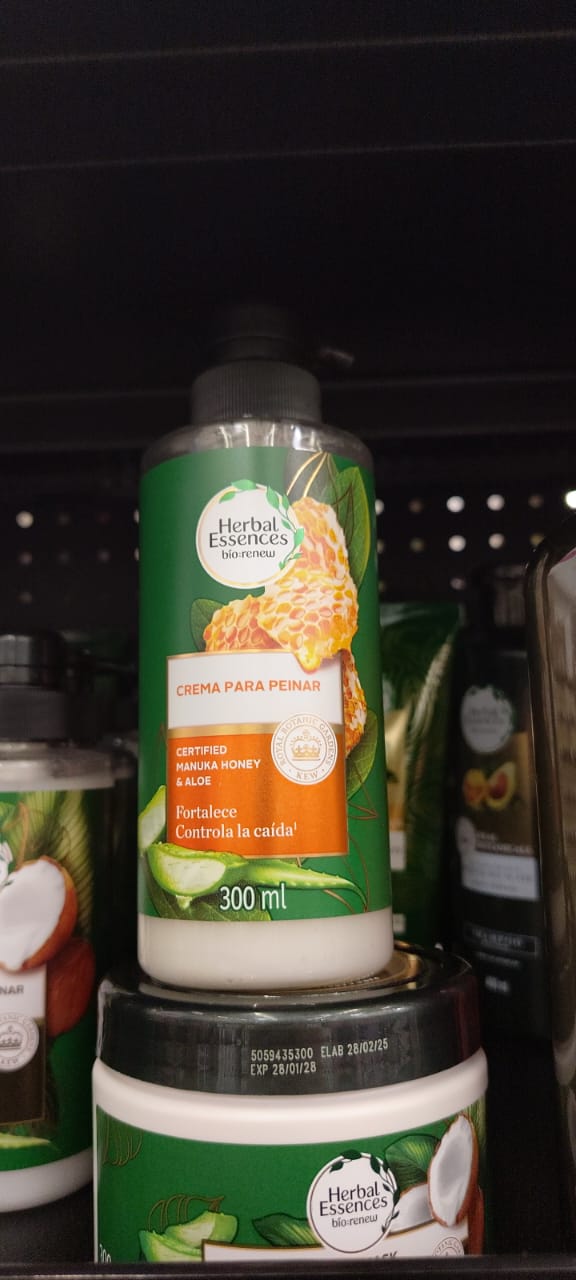 Herbal
Essences
bio:renew
CREMA PARA PEINAR
CERTIFIED
MANUKA HONEY
& ALOE
ROYAL BOTANIC GARDENS
KEW
Fortalece
Controla la caída¹
300 ml
5059435300 ELAB 28/02/25
EXP 28/01/28
Herbal
Essences
bio:renew